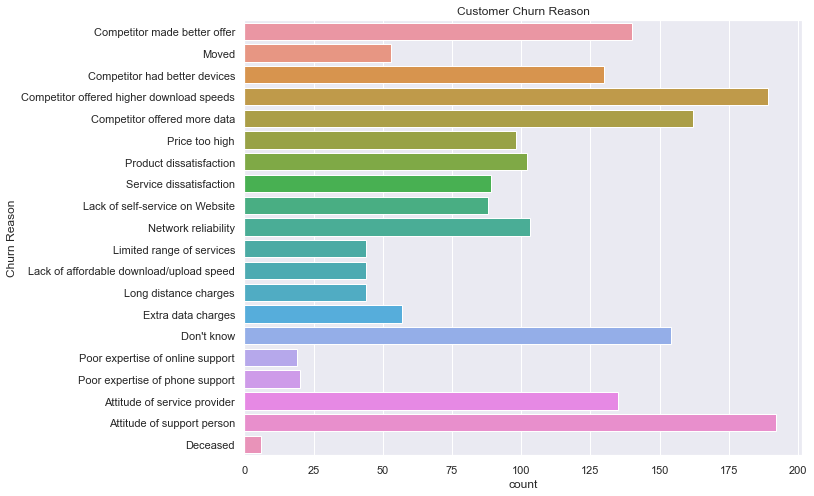 Customer Churn Reason
Churn Reason
Competitor made better offer
Moved
Competitor had better devices
Competitor offered higher download speeds
Competitor offered more data
Price too high
Product dissatisfaction
Service dissatisfaction
Lack of self-service on Website
Network reliability
Limited range of services
Lack of affordable download/upload speed
Long distance charges
Extra data charges
Don't know
Poor expertise of online support
Poor expertise of phone support
Attitude of service provider
Attitude of support person
Deceased
0 25 50 75 100 125 150 175 200
count